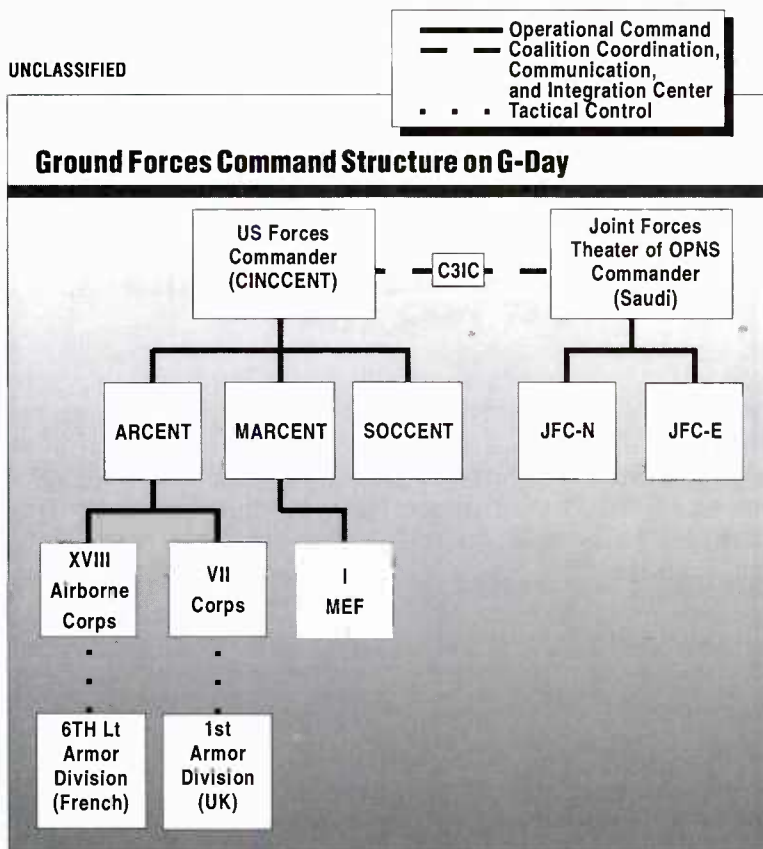 Operational Command
Coalition Coordination,
Communication,
and Integration Center
Tactical Control
UNCLASSIFIED
Ground Forces Command Structure on G-Day
US Forces
Commander
(CINCCENT)
C3IC
Joint Forces
Theater of OPNS
Commander
(Saudi)
ARCENT
MARCENT
SOCCENT
JFC-N
JFC-E
XVIII
Airborne
Corps
VII
Corps
I
MEF
6TH Lt
Armor
Division
(French)
1st
Armor
Division
(UK)